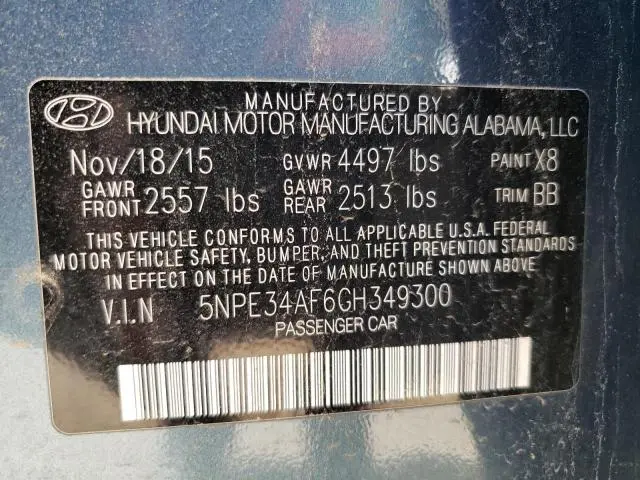 MANUFACTURED BY
HYUNDAI MOTOR MANUFACTURING ALABAMA, LLC
Nov/18/15 GVWR 4497 lbs PAINT X8
GAWR FRONT 2557 lbs GAWR REAR 2513 lbs TRIM BB
THIS VEHICLE CONFORMS TO ALL APPLICABLE U.S.A. FEDERAL
MOTOR VEHICLE SAFETY, BUMPER, AND THEFT PREVENTION STANDARDS
IN EFFECT ON THE DATE OF MANUFACTURE SHOWN ABOVE.
V.I.N 5NPE34AF6GH349300
PASSENGER CAR